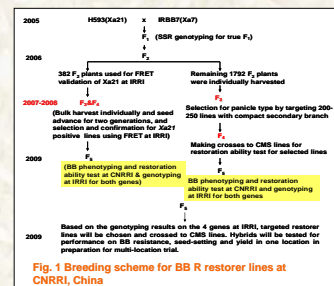 2005 H593(Xa21) x IRBB7(Xa7)
F1 (SSR genotyping for true F1)
2006 F2
382 F2 plants used for FRET validation of Xa21 at IRRI
Remaining 1792 F2 plants were individually harvested
2007-2008 F3&F4
(Bulk harvest individually and seed advance for two generations, and selection and confirmation for Xa21 positive lines using FRET at IRRI)
F3
Selection for panicle type by targeting 200-250 lines with compact secondary branch
F4
Making crosses to CMS lines for restoration ability test for selected lines
2009 F5
(BB phenotyping and restoration ability test at CNRRI & genotyping at IRRI for both genes)
F5
BB phenotyping and restoration ability test at CNRRI and genotyping at IRRI for both genes
F6
2009 Based on the genotyping results on the 4 genes at IRRI, targeted restorer
lines will be chosen and crossed to CMS lines. Hybrids will be tested for
performance on BB resistance, seed-setting and yield in one location in
preparation for multi-location trial.
Fig. 1 Breeding scheme for BB R restorer lines at
CNRRI, China